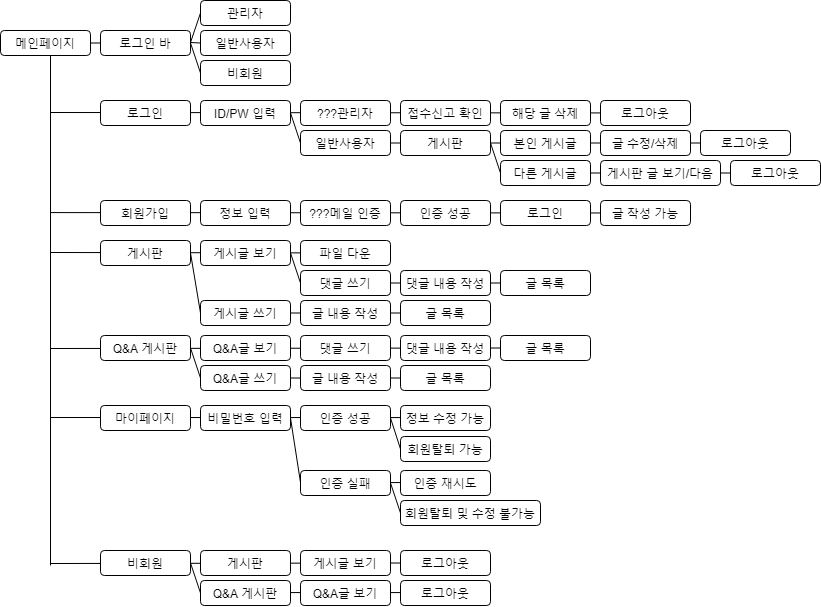 관리자
메인페이지 로그인 바 일반사용자
비회원
로그인 ID/PW 입력 ???관리자 접수신고 확인 해당 글 삭제 로그아웃
일반사용자 게시판 본인 게시글 글 수정/삭제 로그아웃
다른 게시글 게시판 글 보기/다음 로그아웃
회원가입 정보 입력 ???메일 인증 인증 성공 로그인 글 작성 가능
게시판 게시글 보기 파일 다운
댓글 쓰기 댓글 내용 작성 글 목록
게시글 쓰기 글 내용 작성 글 목록
Q&A 게시판 Q&A글 보기 댓글 쓰기 댓글 내용 작성 글 목록
Q&A글 쓰기 글 내용 작성 글 목록
마이페이지 비밀번호 입력 인증 성공 정보 수정 가능
회원탈퇴 가능
인증 실패 인증 재시도
회원탈퇴 및 수정 불가능
비회원 게시판 게시글 보기 로그아웃
Q&A 게시판 Q&A글 보기 로그아웃